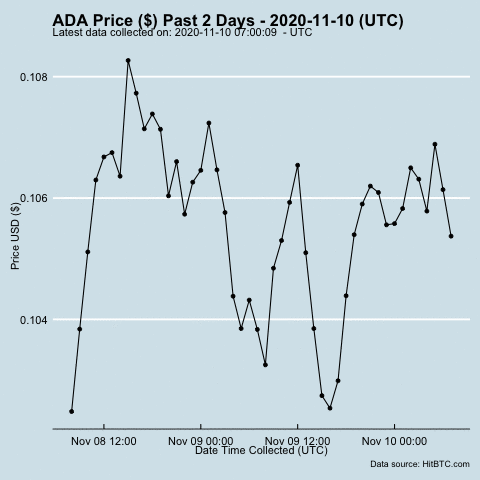 ADA Price ($) Past 2 Days - 2020-11-10 (UTC)
Latest data collected on: 2020-11-10 07:00:09 - UTC
0.108
0.106
0.104
Price USD ($)
Nov 08 12:00
Nov 09 00:00
Nov 09 12:00
Nov 10 00:00
Date Time Collected (UTC)
Data source: HitBTC.com